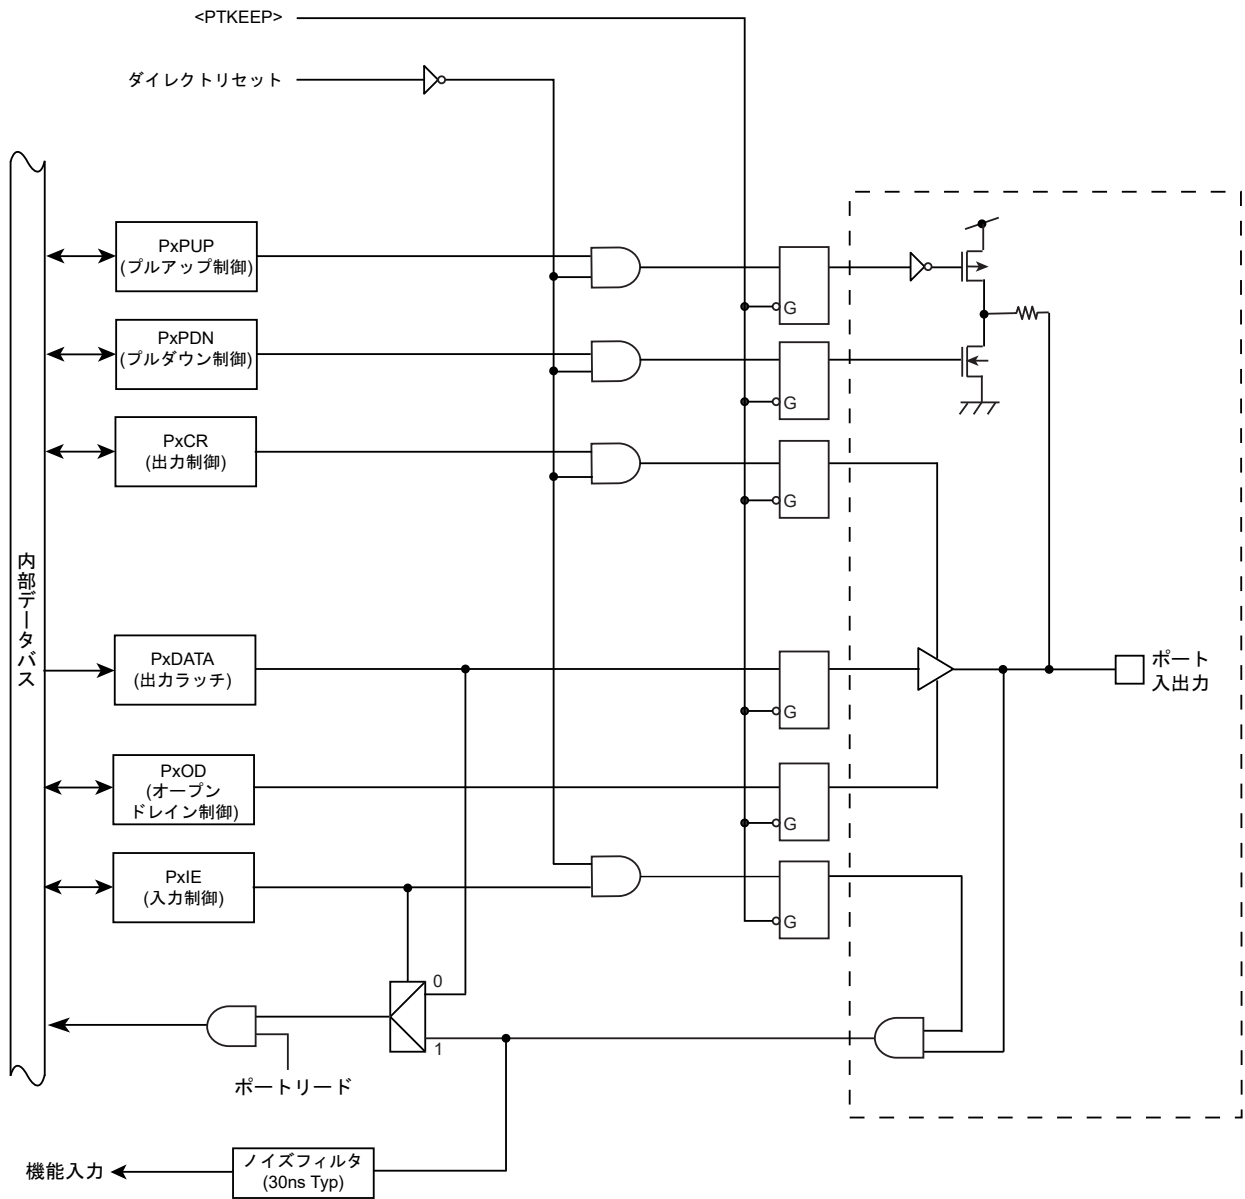 <PTKEEP>
ダイレクトリセット
PxPUP
(プルアップ制御)
G
PxPDN
(プルダウン制御)
G
PxCR
(出力制御)
G
内部データバス
PxDATA
(出力ラッチ)
G
ポート
入出力
PxOD
(オープン
ドレイン制御)
G
PxIE
(入力制御)
G
0
1
ポートリード
機能入力
ノイズフィルタ
(30ns Typ)